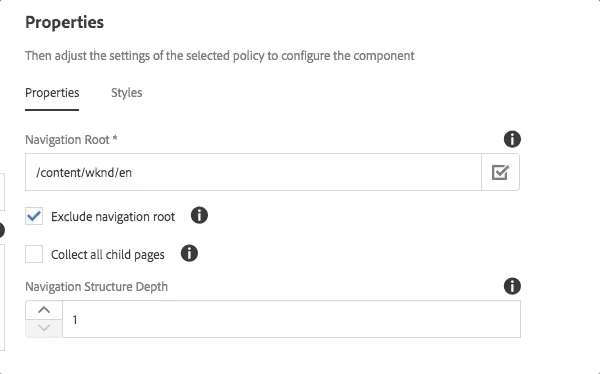 Properties
Then adjust the settings of the selected policy to configure the component
Properties Styles
Navigation Root *
/content/wknd/en
Exclude navigation root
Collect all child pages
Navigation Structure Depth
1